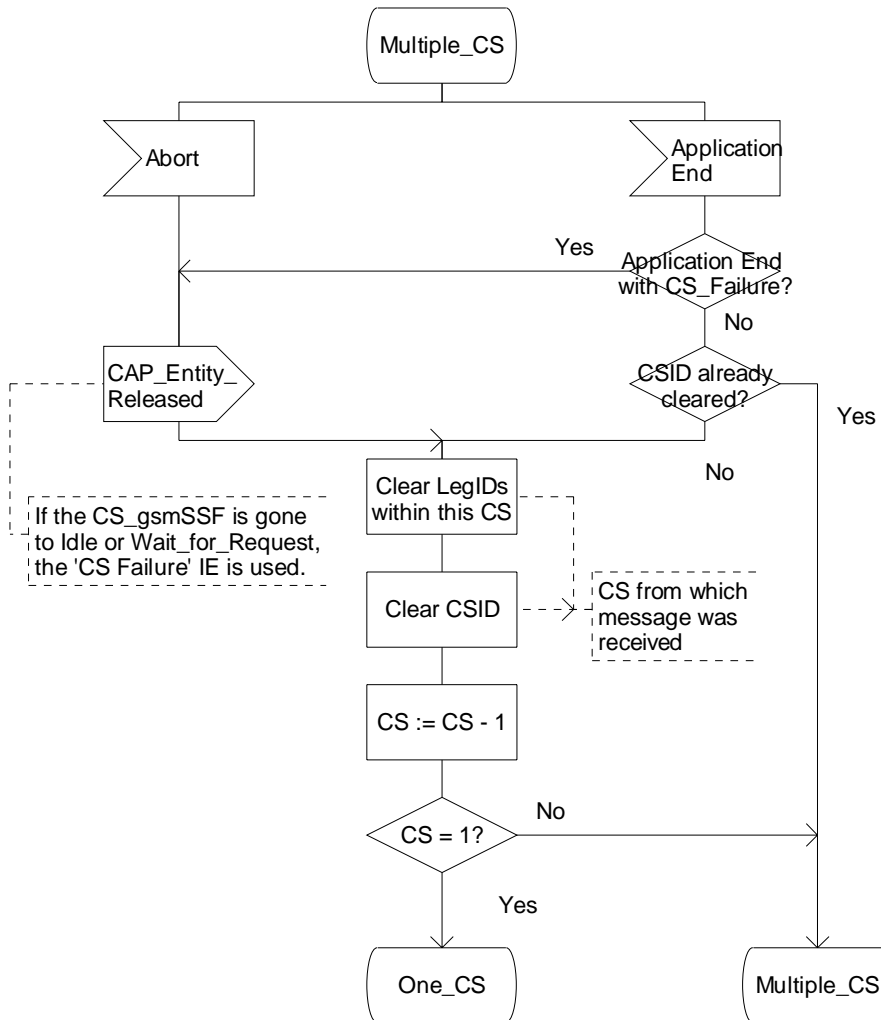 Multiple_CS
Abort
Application
End
Yes
Application End
with CS_Failure?
No
CAP_Entity_
Released
CSID already
cleared?
Yes
No
Clear LegIDs
within this CS
If the CS_gsmSSF is gone
to Idle or Wait_for_Request,
the 'CS Failure' IE is used.
Clear CSID
CS from which
message was
received
CS := CS - 1
CS = 1?
No
Yes
One_CS
Multiple_CS